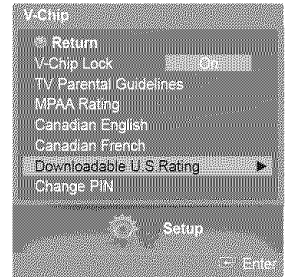 V-Chip
Return
V-Chip Lock On
TV Parental Guidelines
MPAA Rating
Canadian English
Canadian French
Downloadable U.S Rating
Change PIN
Setup
Enter